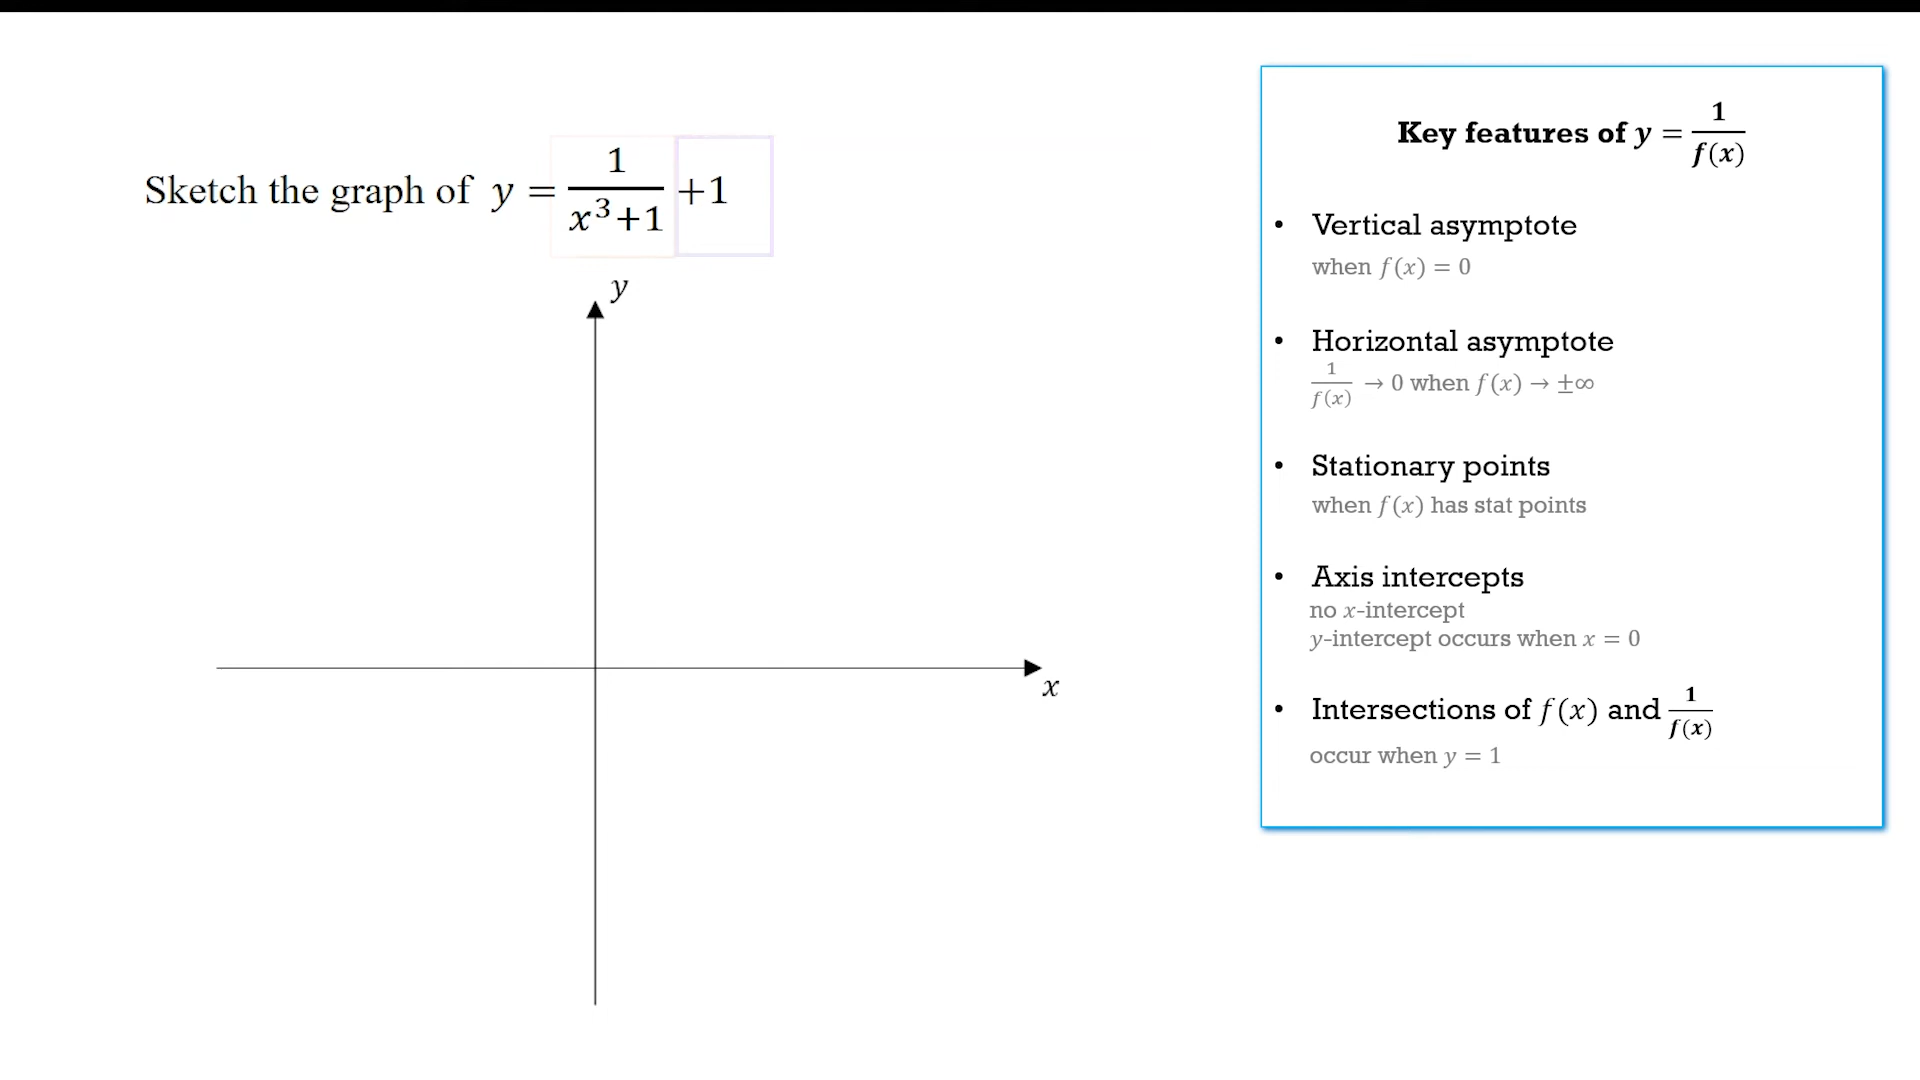 Sketch the graph of y = 1/(x³+1) +1
y
x
Key features of y = 1/f(x)
• Vertical asymptote
when f(x) = 0
• Horizontal asymptote
1/f(x) → 0 when f(x) → ±∞
• Stationary points
when f(x) has stat points
• Axis intercepts
no x-intercept
y-intercept occurs when x = 0
• Intersections of f(x) and 1/f(x)
occur when y = 1